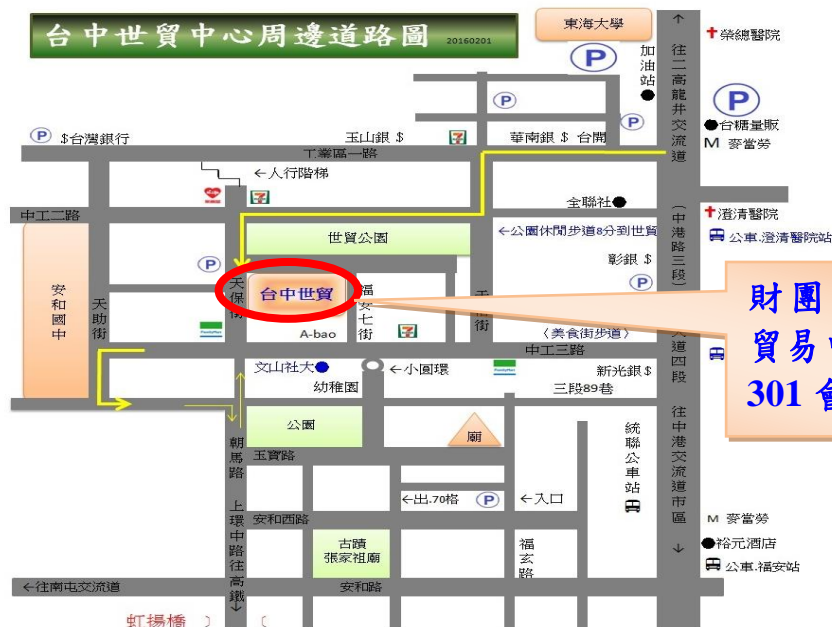 台中世貿中心周邊道路圖 20160201
東海大學
P
加油站
↑往二高龍井交流道
榮總醫院
P
台糖量販
M 麥當勞
P
P $台灣銀行
玉山銀 $
7
華南銀 $ 台開
P
工業區一路
←人行階梯
7
全聯社
(中港路三段)
澄清醫院
中工二路
世貿公園
←公園休閒步道8分到世貿
公車.澄清醫院站
彰銀 $
P
P
安和國中
天助街
天保街
台中世貿
福安七街
財團
貿易
301 會
A-bao
7
〈美食街步道〉
道四段
中工三路
文山社大
←小圓環
新光銀 $
幼稚園
三段89巷
公園
廟
統聯公車站
往中港交流道市區↓
朝馬路
玉寶路
←出.70格
P
←入口
上環中路往高鐵↓
安和西路
古蹟
張家祖廟
福玄路
M 麥當勞
裕元酒店
公車.福安站
←往南屯交流道
安和路
虹揚橋